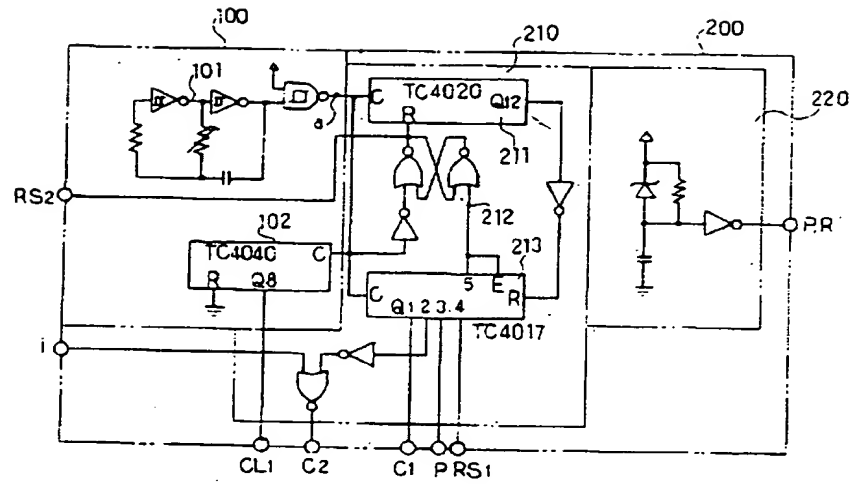 100
210
200
101
TC4020
C
Q12
R
a
211
220
RS2
212
102
TC4040
C
R
Q8
213
PR
5
E
R
C
Q1 2 3.4
TC4017
i
CL1
C2
C1
P
RS1